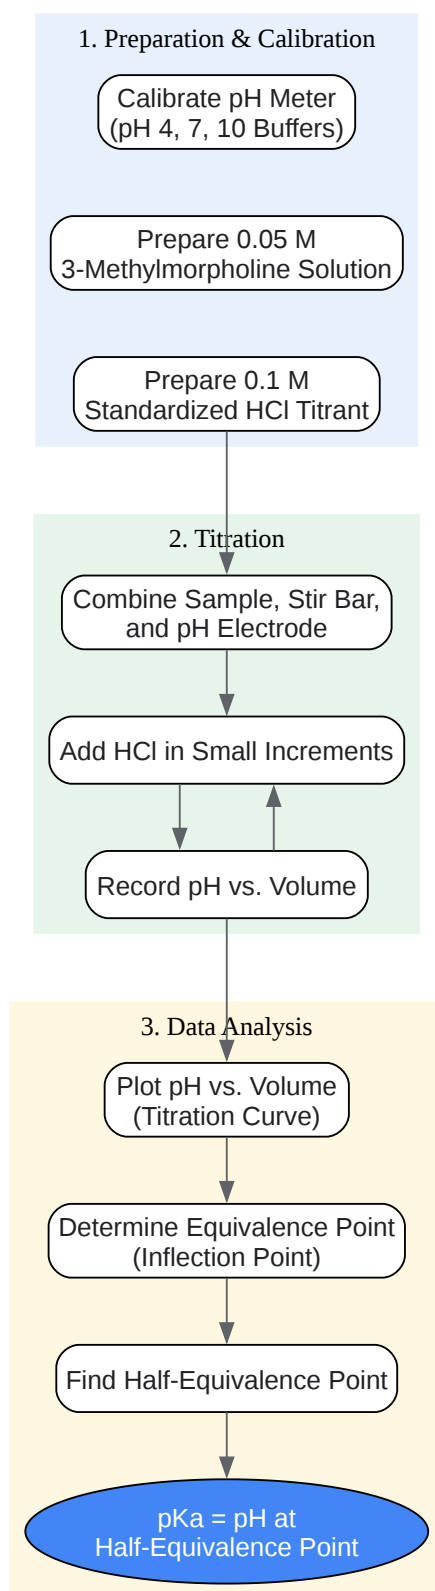 1. Preparation & Calibration
Calibrate pH Meter
(pH 4, 7, 10 Buffers)
Prepare 0.05 M
3-Methylmorpholine Solution
Prepare 0.1 M
Standardized HCl Titrant
2. Titration
Combine Sample, Stir Bar,
and pH Electrode
Add HCl in Small Increments
Record pH vs. Volume
3. Data Analysis
Plot pH vs. Volume
(Titration Curve)
Determine Equivalence Point
(Inflection Point)
Find Half-Equivalence Point
pKa = pH at
Half-Equivalence Point